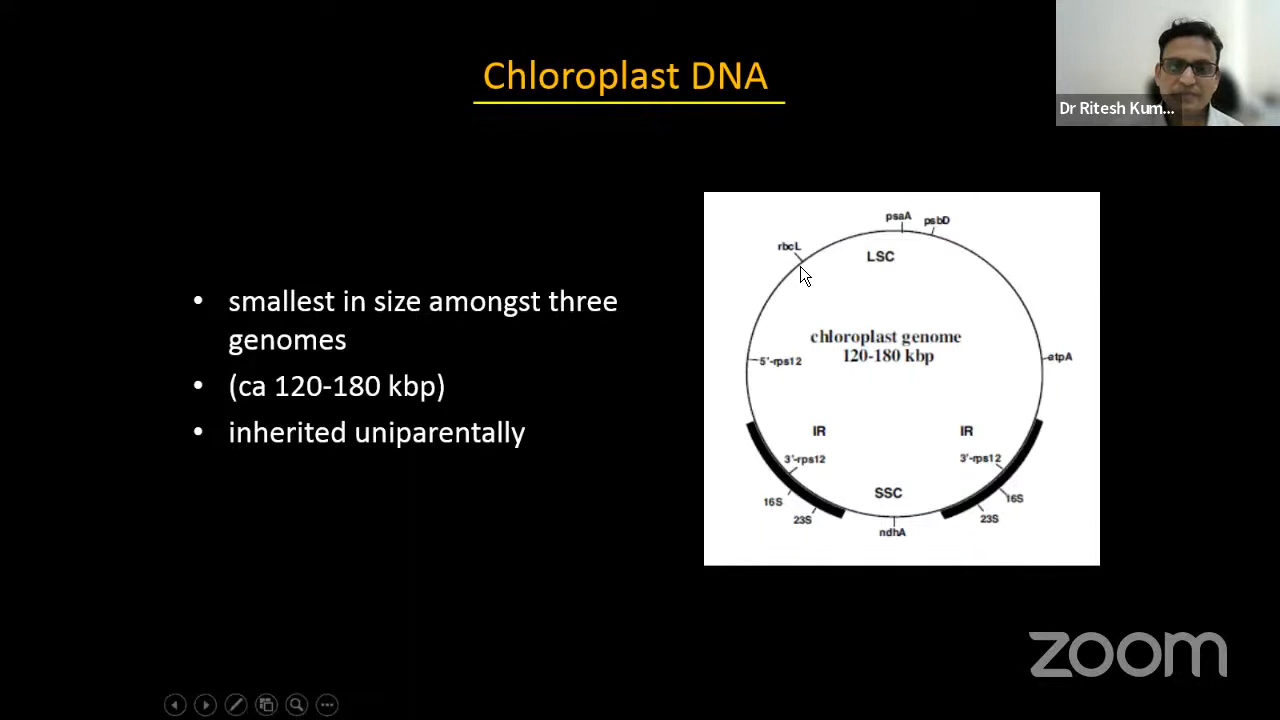 Chloroplast DNA
Dr Ritesh Kum...
• smallest in size amongst three
genomes
• (ca 120-180 kbp)
• inherited uniparentally
psaA
psbD
rbcL
LSC
chloroplast genome
120-180 kbp
5'-rps12
atpA
IR
IR
3'-rps12
3'-rps12
SSC
16S
16S
23S
23S
ndhA
zoom